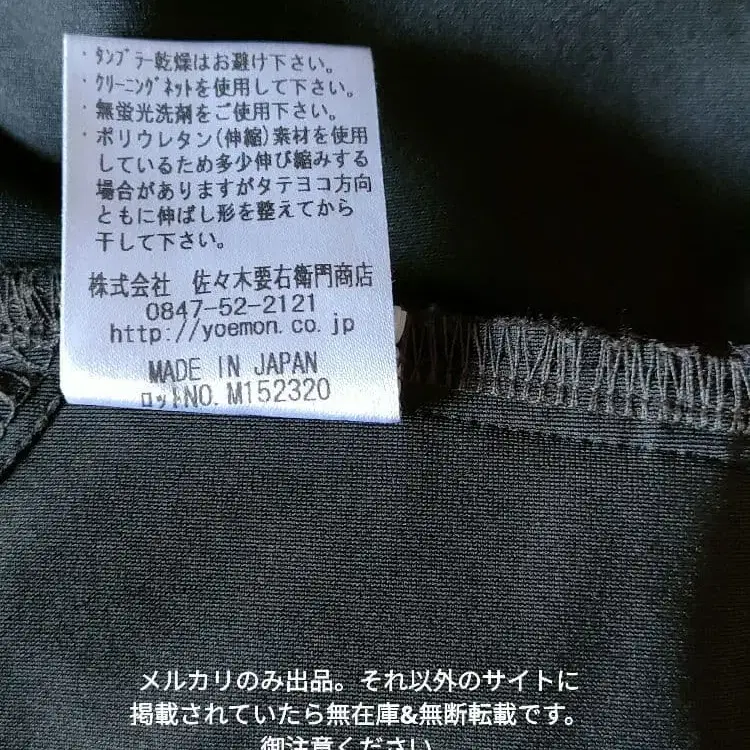 ・タンブラー乾燥はお避け下さい。
・クリーニングネットを使用して下さい。
・無蛍光洗剤をご使用下さい。
・ポリウレタン(伸縮)素材を使用
しているため多少伸び縮みする
場合がありますがタテヨコ方向
ともに伸ばし形を整えてから
干して下さい。
株式会社 佐々木要右衛門商店
0847-52-2121
http://yoemon.co.jp
MADE IN JAPAN
ロットNO. M152320
メルカリのみ出品。それ以外のサイトに
掲載されていたら無在庫&無断転載です。
御注意ください。